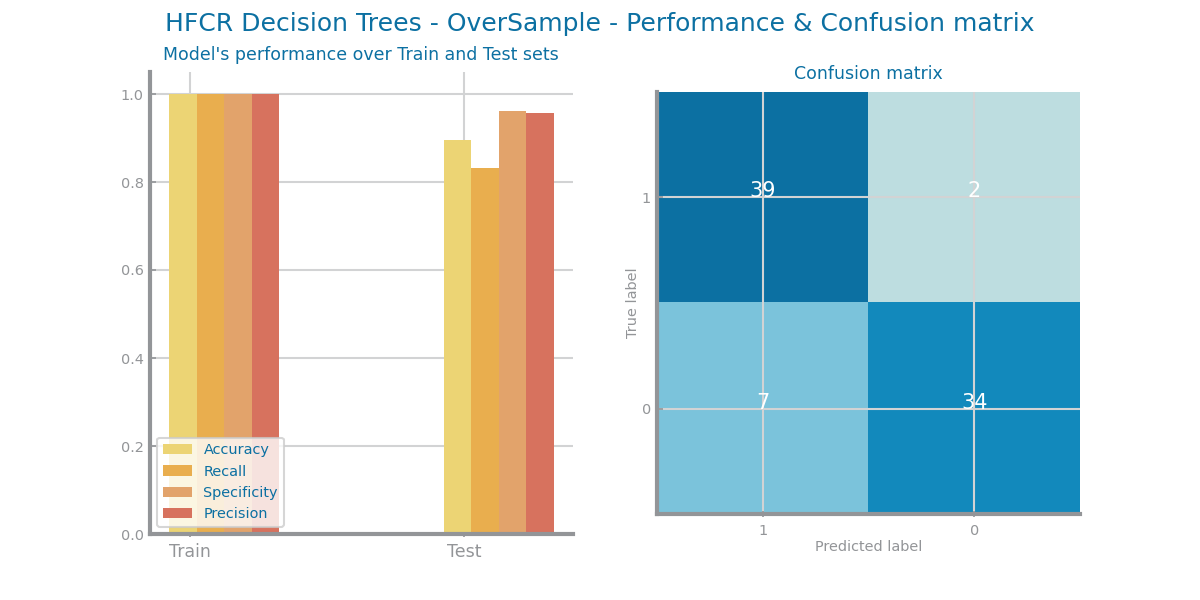 HFCR Decision Trees - OverSample - Performance & Confusion matrix
Model's performance over Train and Test sets
1.0
0.8
0.6
0.4
0.2
0.0
Accuracy
Recall
Specificity
Precision
Train
Test
Confusion matrix
True label
1
0
39
2
7
34
1
0
Predicted label